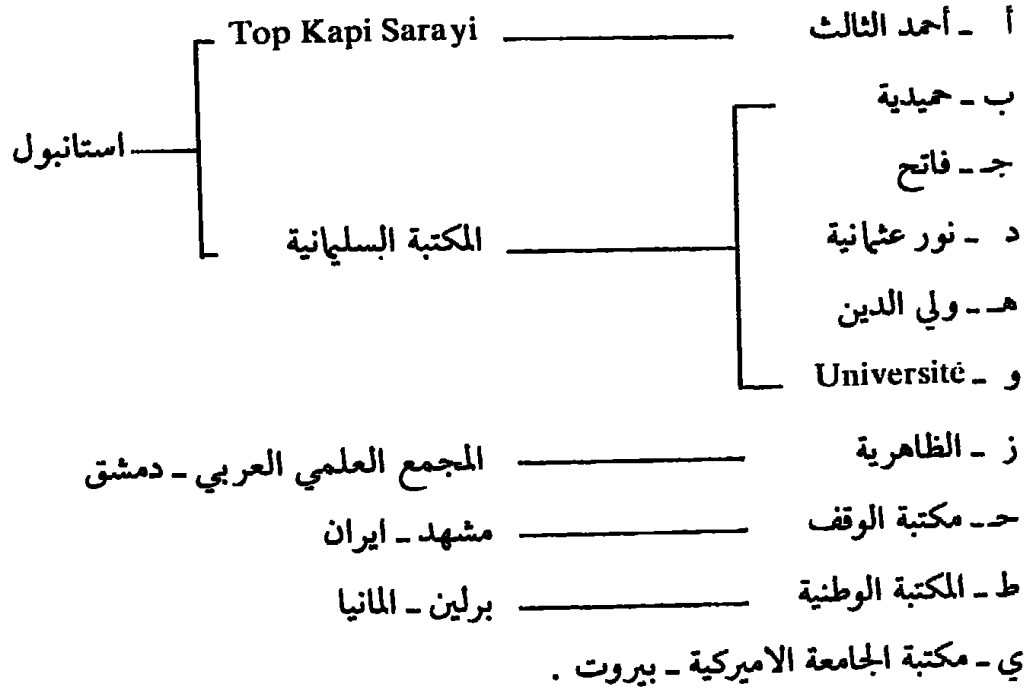 أ - أحمد الثالث Top Kapi Sarayi
ب - حميدية
استانبول
جـ - فاتح
د - نور عثمانية المكتبة السليمانية
هـ - ولي الدين
و - Université
ز - الظاهرية المجمع العلمي العربي - دمشق
حـ - مكتبة الوقف مشهد - ايران
ط - المكتبة الوطنية برلين - المانيا
ي - مكتبة الجامعة الاميركية - بيروت .